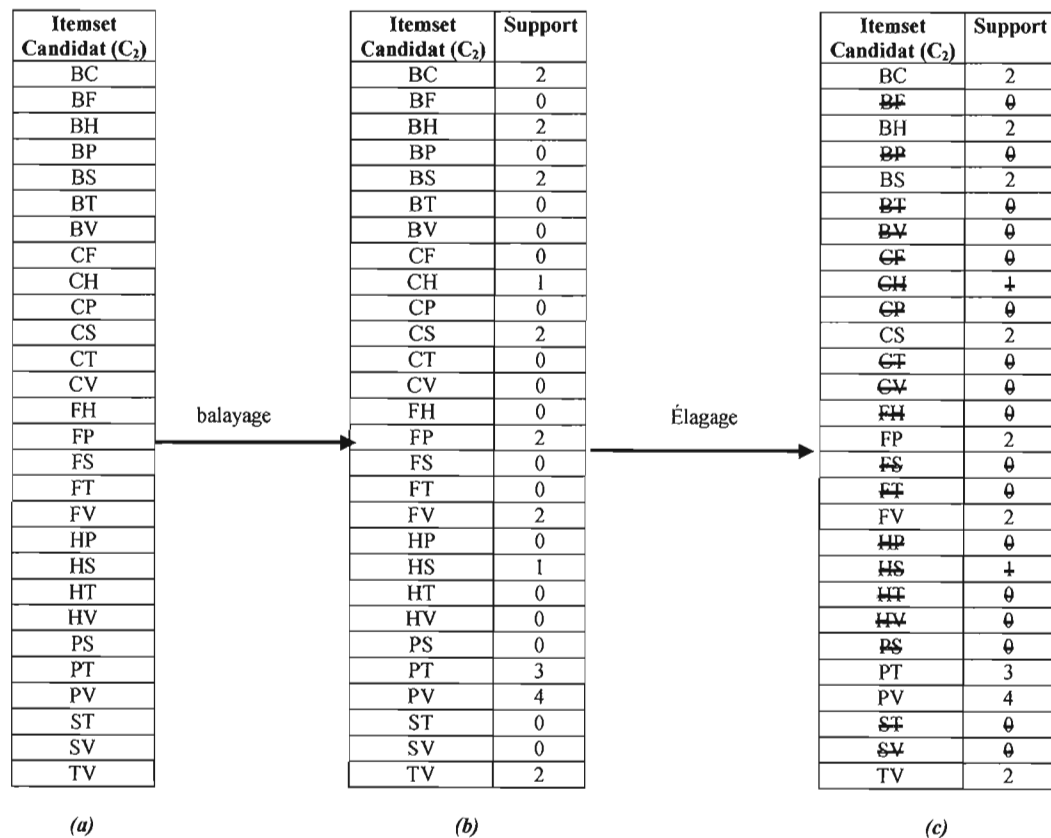 Itemset
Candidat (C₂)
BC
BF
BH
BP
BS
BT
BV
CF
CH
CP
CS
CT
CV
FH
FP
FS
FT
FV
HP
HS
HT
HV
PS
PT
PV
ST
SV
TV
(a)
balayage
Itemset Support
Candidat (C₂)
BC 2
BF 0
BH 2
BP 0
BS 2
BT 0
BV 0
CF 0
CH 1
CP 0
CS 2
CT 0
CV 0
FH 0
FP 2
FS 0
FT 0
FV 2
HP 0
HS 1
HT 0
HV 0
PS 0
PT 3
PV 4
ST 0
SV 0
TV 2
(b)
Élagage
Itemset Support
Candidat (C₂)
BC 2
BF 0
BH 2
BP 0
BS 2
BT 0
BV 0
CF 0
CH 1
CP 0
CS 2
CT 0
CV 0
FH 0
FP 2
FS 0
FT 0
FV 2
HP 0
HS 1
HT 0
HV 0
PS 0
PT 3
PV 4
ST 0
SV 0
TV 2
(c)